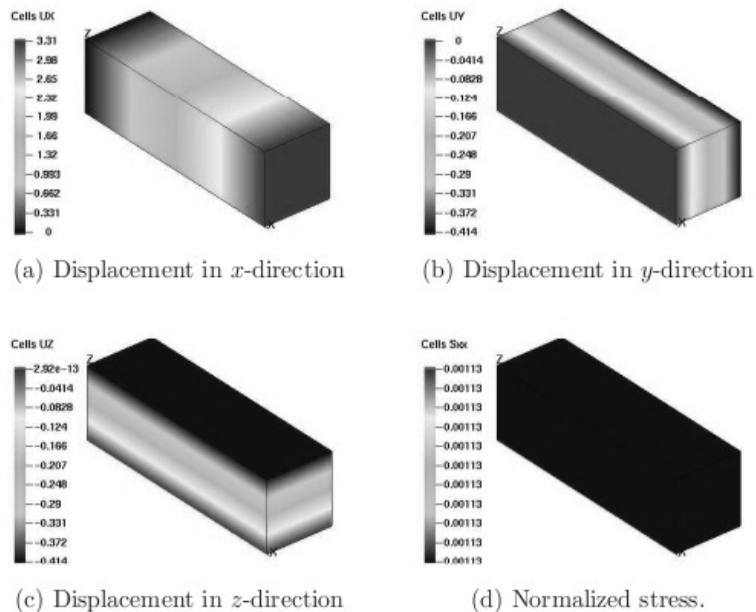 Cells UX
3.31
2.98
2.65
2.32
1.99
1.66
1.32
0.993
0.662
0.331
0
Z
X
(a) Displacement in x-direction
Cells UY
0
-0.0414
-0.0828
-0.124
-0.166
-0.207
-0.248
-0.29
-0.331
-0.372
-0.414
Z
X
(b) Displacement in y-direction
Cells UZ
2.92e-13
-0.0414
-0.0828
-0.124
-0.166
-0.207
-0.248
-0.29
-0.331
-0.372
-0.414
Z
X
(c) Displacement in z-direction
Cells Sxx
0.00113
0.00113
0.00113
0.00113
0.00113
0.00113
0.00113
0.00113
0.00113
0.00113
0.00113
Z
X
(d) Normalized stress.